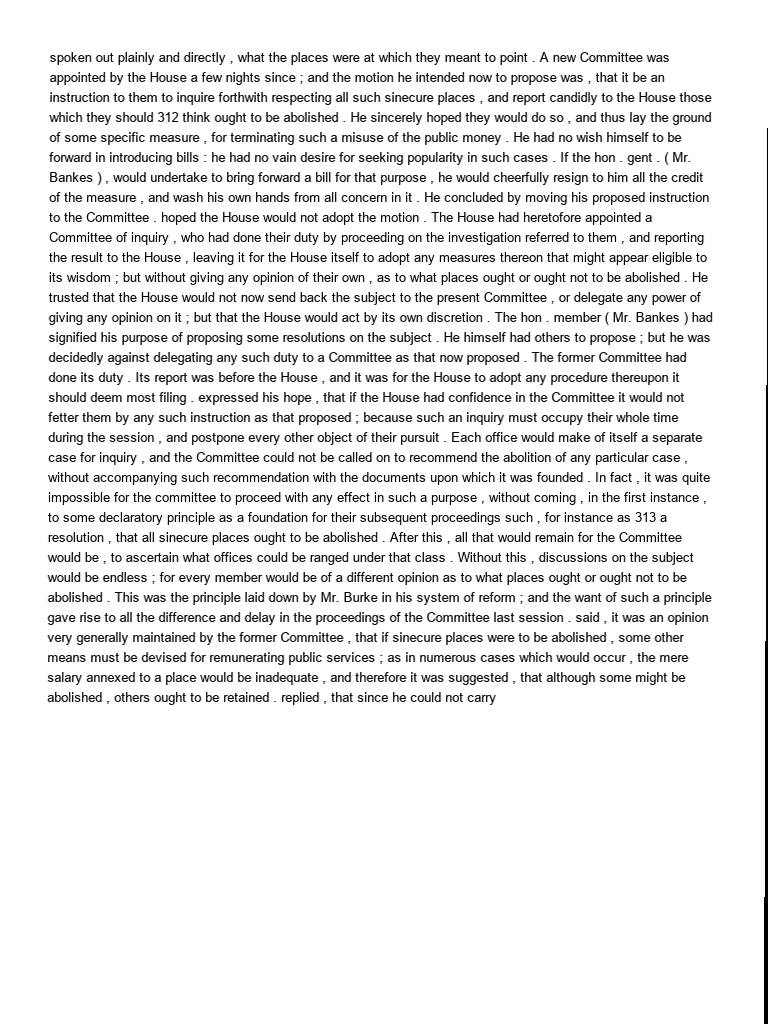 spoken out plainly and directly , what the places were at which they meant to point . A new Committee was
appointed by the House a few nights since ; and the motion he intended now to propose was , that it be an
instruction to them to inquire forthwith respecting all such sinecure places , and report candidly to the House those
which they should 312 think ought to be abolished . He sincerely hoped they would do so , and thus lay the ground
of some specific measure , for terminating such a misuse of the public money . He had no wish himself to be
forward in introducing bills : he had no vain desire for seeking popularity in such cases . If the hon . gent . ( Mr.
Bankes ) , would undertake to bring forward a bill for that purpose , he would cheerfully resign to him all the credit
of the measure , and wash his own hands from all concern in it . He concluded by moving his proposed instruction
to the Committee . hoped the House would not adopt the motion . The House had heretofore appointed a
Committee of inquiry , who had done their duty by proceeding on the investigation referred to them , and reporting
the result to the House , leaving it for the House itself to adopt any measures thereon that might appear eligible to
its wisdom ; but without giving any opinion of their own , as to what places ought or ought not to be abolished . He
trusted that the House would not now send back the subject to the present Committee , or delegate any power of
giving any opinion on it ; but that the House would act by its own discretion . The hon . member ( Mr. Bankes ) had
signified his purpose of proposing some resolutions on the subject . He himself had others to propose ; but he was
decidedly against delegating any such duty to a Committee as that now proposed . The former Committee had
done its duty . Its report was before the House , and it was for the House to adopt any procedure thereupon it
should deem most filing . expressed his hope , that if the House had confidence in the Committee it would not
fetter them by any such instruction as that proposed ; because such an inquiry must occupy their whole time
during the session , and postpone every other object of their pursuit . Each office would make of itself a separate
case for inquiry , and the Committee could not be called on to recommend the abolition of any particular case ,
without accompanying such recommendation with the documents upon which it was founded . In fact , it was quite
impossible for the committee to proceed with any effect in such a purpose , without coming , in the first instance ,
to some declaratory principle as a foundation for their subsequent proceedings such , for instance as 313 a
resolution , that all sinecure places ought to be abolished . After this , all that would remain for the Committee
would be , to ascertain what offices could be ranged under that class . Without this , discussions on the subject
would be endless ; for every member would be of a different opinion as to what places ought or ought not to be
abolished . This was the principle laid down by Mr. Burke in his system of reform ; and the want of such a principle
gave rise to all the difference and delay in the proceedings of the Committee last session . said , it was an opinion
very generally maintained by the former Committee , that if sinecure places were to be abolished , some other
means must be devised for remunerating public services ; as in numerous cases which would occur , the mere
salary annexed to a place would be inadequate , and therefore it was suggested , that although some might be
abolished , others ought to be retained . replied , that since he could not carry